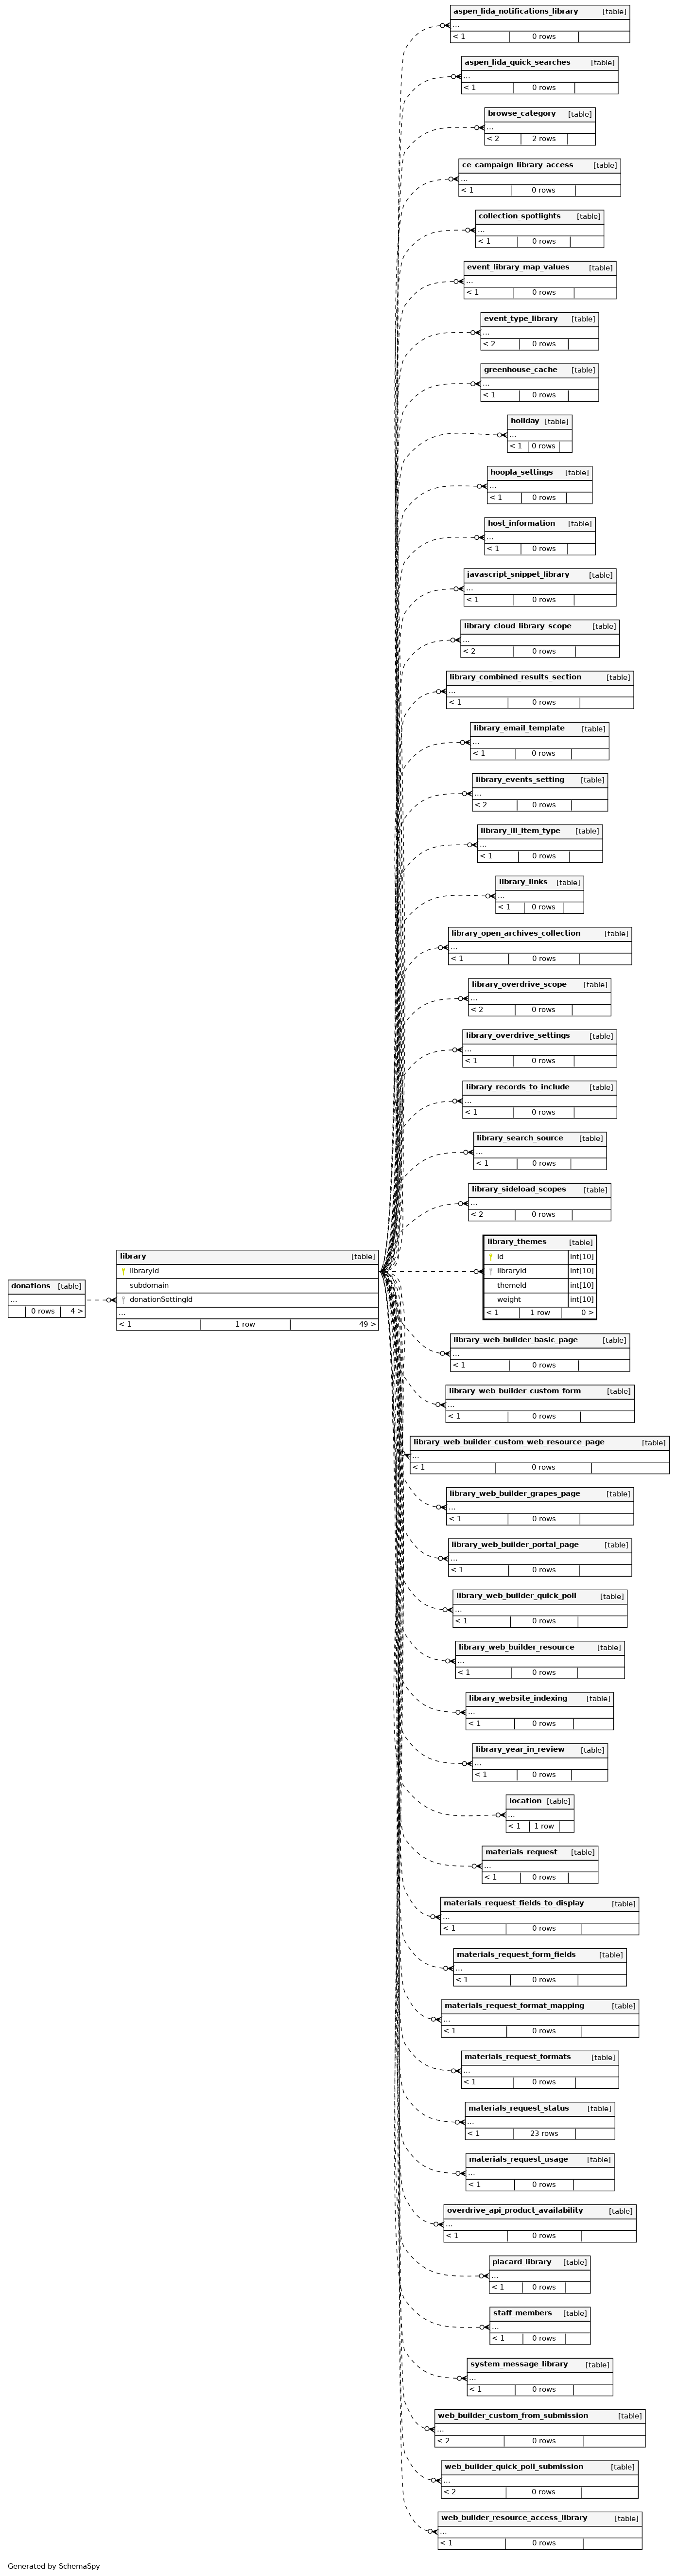 aspen_lida_notifications_library [table]
...
< 1 0 rows
aspen_lida_quick_searches [table]
...
< 1 0 rows
browse_category [table]
...
< 2 2 rows
ce_campaign_library_access [table]
...
< 1 0 rows
collection_spotlights [table]
...
< 1 0 rows
event_library_map_values [table]
...
< 1 0 rows
event_type_library [table]
...
< 2 0 rows
greenhouse_cache [table]
...
< 1 0 rows
holiday [table]
...
< 1 0 rows
hoopla_settings [table]
...
< 1 0 rows
host_information [table]
...
< 1 0 rows
javascript_snippet_library [table]
...
< 1 0 rows
library_cloud_library_scope [table]
...
< 2 0 rows
library_combined_results_section [table]
...
< 1 0 rows
library_email_template [table]
...
< 1 0 rows
library_events_setting [table]
...
< 2 0 rows
library_ill_item_type [table]
...
< 1 0 rows
library_links [table]
...
< 1 0 rows
library_open_archives_collection [table]
...
< 1 0 rows
library_overdrive_scope [table]
...
< 2 0 rows
library_overdrive_settings [table]
...
< 1 0 rows
library_records_to_include [table]
...
< 1 0 rows
library_search_source [table]
...
< 1 0 rows
library_sideload_scopes [table]
...
< 2 0 rows
donations [table]
...
0 rows 4 >
library [table]
libraryId
subdomain
donationSettingId
...
< 1 1 row 49 >
library_themes [table]
id int[10]
libraryId int[10]
themeId int[10]
weight int[10]
< 1 1 row 0 >
library_web_builder_basic_page [table]
...
< 1 0 rows
library_web_builder_custom_form [table]
...
< 1 0 rows
library_web_builder_custom_web_resource_page [table]
...
< 1 0 rows
library_web_builder_grapes_page [table]
...
< 1 0 rows
library_web_builder_portal_page [table]
...
< 1 0 rows
library_web_builder_quick_poll [table]
...
< 1 0 rows
library_web_builder_resource [table]
...
< 1 0 rows
library_website_indexing [table]
...
< 1 0 rows
library_year_in_review [table]
...
< 1 0 rows
location [table]
...
< 1 1 row
materials_request [table]
...
< 1 0 rows
materials_request_fields_to_display [table]
...
< 1 0 rows
materials_request_form_fields [table]
...
< 1 0 rows
materials_request_format_mapping [table]
...
< 1 0 rows
materials_request_formats [table]
...
< 1 0 rows
materials_request_status [table]
...
< 1 23 rows
materials_request_usage [table]
...
< 1 0 rows
overdrive_api_product_availability [table]
...
< 1 0 rows
placard_library [table]
...
< 1 0 rows
staff_members [table]
...
< 1 0 rows
system_message_library [table]
...
< 1 0 rows
web_builder_custom_from_submission [table]
...
< 2 0 rows
web_builder_quick_poll_submission [table]
...
< 2 0 rows
web_builder_resource_access_library [table]
...
< 1 0 rows
Generated by SchemaSpy